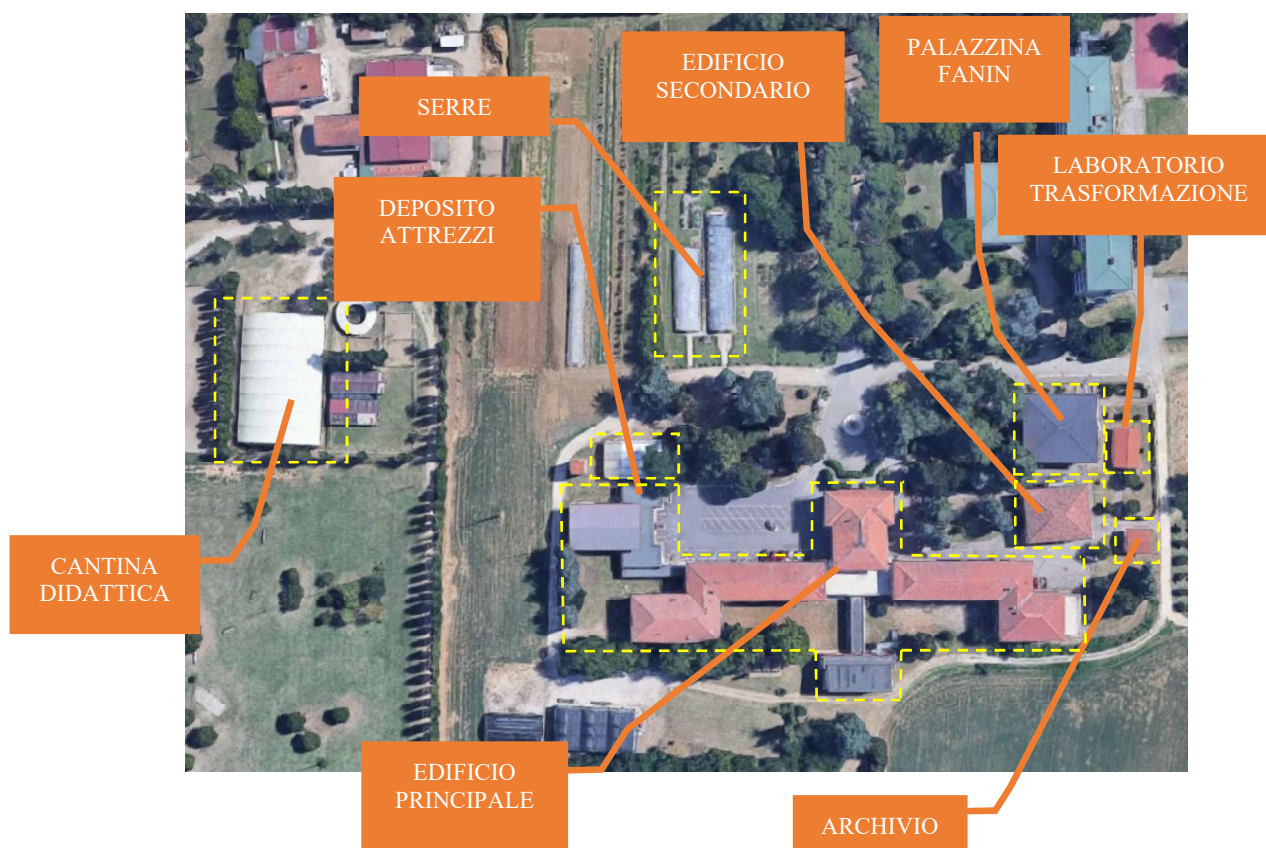 PALAZZINA
FANIN
EDIFICIO
SECONDARIO
SERRE
LABORATORIO
TRASFORMAZIONE
DEPOSITO
ATTREZZI
CANTINA
DIDATTICA
EDIFICIO
PRINCIPALE
ARCHIVIO